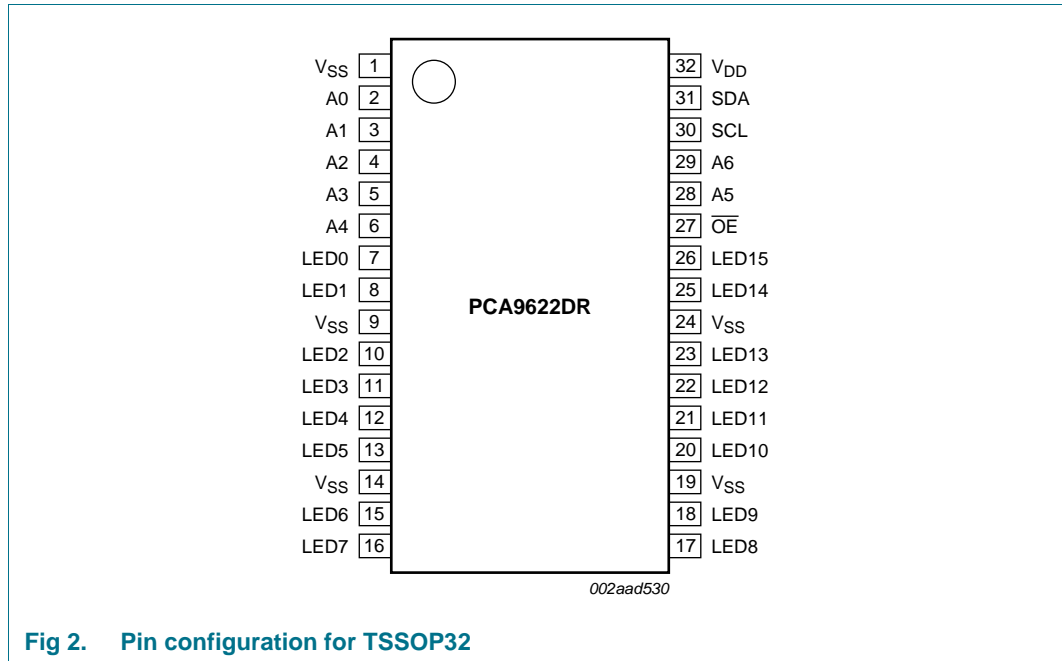 VSS 1 32 VDD
A0 2 31 SDA
A1 3 30 SCL
A2 4 29 A6
A3 5 28 A5
A4 6 27 O̅E̅
LED0 7 26 LED15
LED1 8 25 LED14
PCA9622DR
VSS 9 24 VSS
LED2 10 23 LED13
LED3 11 22 LED12
LED4 12 21 LED11
LED5 13 20 LED10
VSS 14 19 VSS
LED6 15 18 LED9
LED7 16 17 LED8
002aad530
Fig 2. Pin configuration for TSSOP32